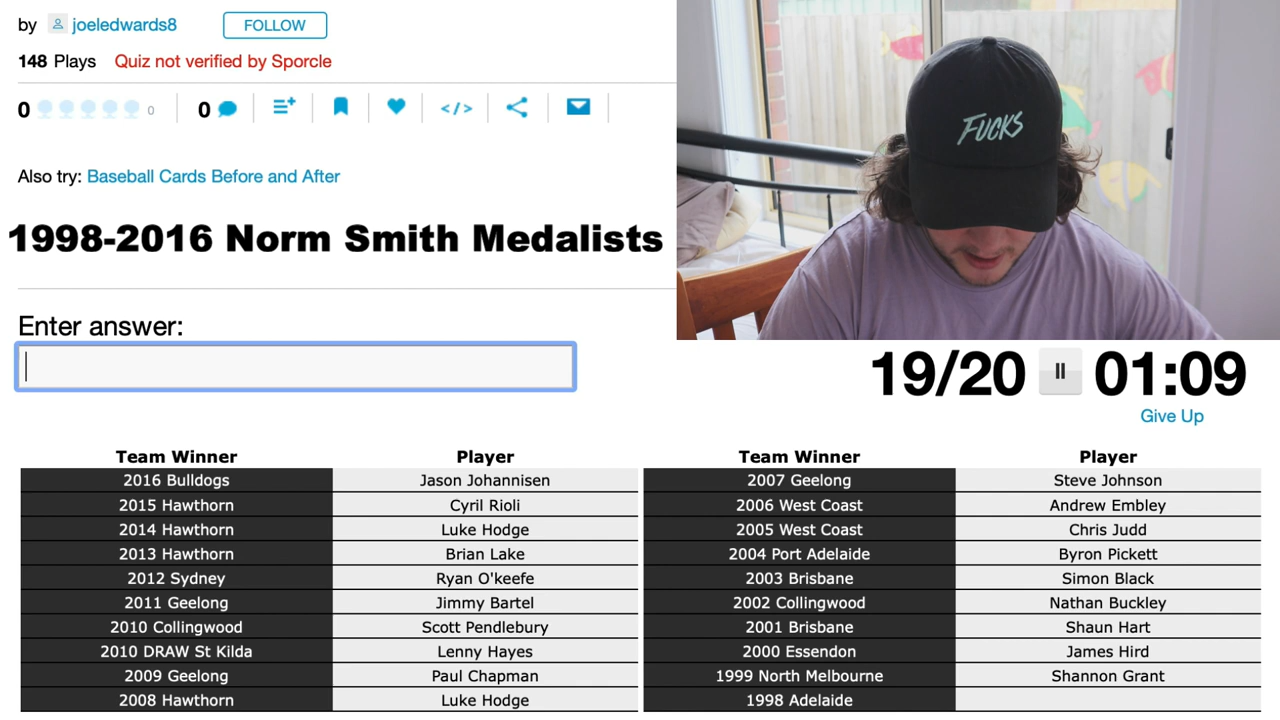 by joeledwards8 FOLLOW
148 Plays Quiz not verified by Sporcle
0 0 0 </>
Also try: Baseball Cards Before and After
FUCKS
1998-2016 Norm Smith Medalists
Enter answer:
19/20 01:09
Give Up
Team Winner Player Team Winner Player
2016 Bulldogs Jason Johannisen 2007 Geelong Steve Johnson
2015 Hawthorn Cyril Rioli 2006 West Coast Andrew Embley
2014 Hawthorn Luke Hodge 2005 West Coast Chris Judd
2013 Hawthorn Brian Lake 2004 Port Adelaide Byron Pickett
2012 Sydney Ryan O'keefe 2003 Brisbane Simon Black
2011 Geelong Jimmy Bartel 2002 Collingwood Nathan Buckley
2010 Collingwood Scott Pendlebury 2001 Brisbane Shaun Hart
2010 DRAW St Kilda Lenny Hayes 2000 Essendon James Hird
2009 Geelong Paul Chapman 1999 North Melbourne Shannon Grant
2008 Hawthorn Luke Hodge 1998 Adelaide